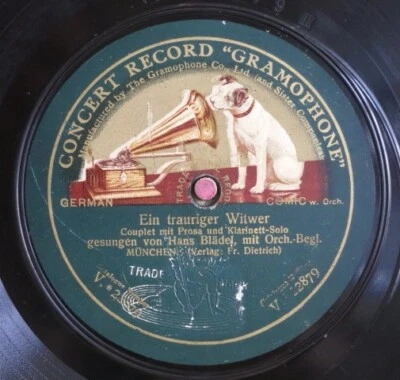 CONCERT RECORD "GRAMOPHONE"
Manufactured by The Gramophone Co., Ltd. (and Sister Companies)
GERMAN
COMIC w. Orch.
Ein trauriger Witwer
Couplet mit Prosa und Klarinett-Solo
gesungen von Hans Blädel, mit Orch.-Begl.
MÜNCHEN (Verlag: Fr. Dietrich)
TRADE